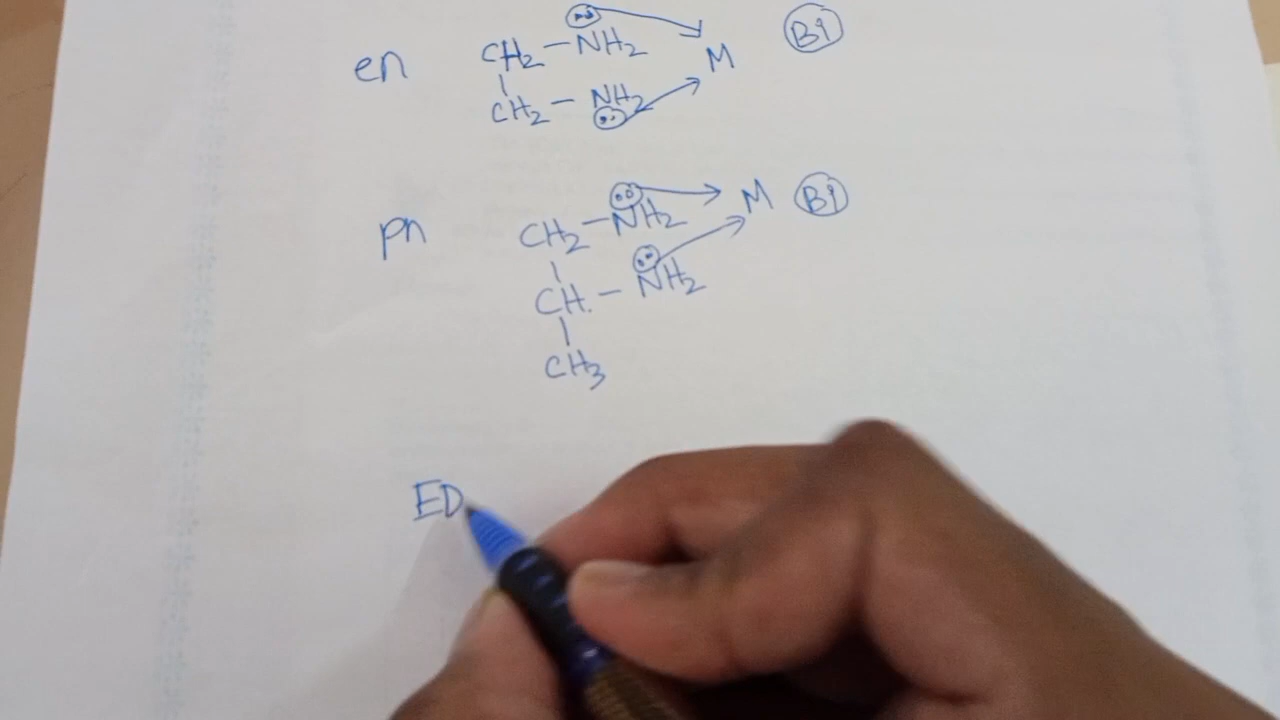 en CH2 - NH2 M Bi
CH2 - NH2
pn CH2 - NH2 M Bi
CH - NH2
CH3
ED